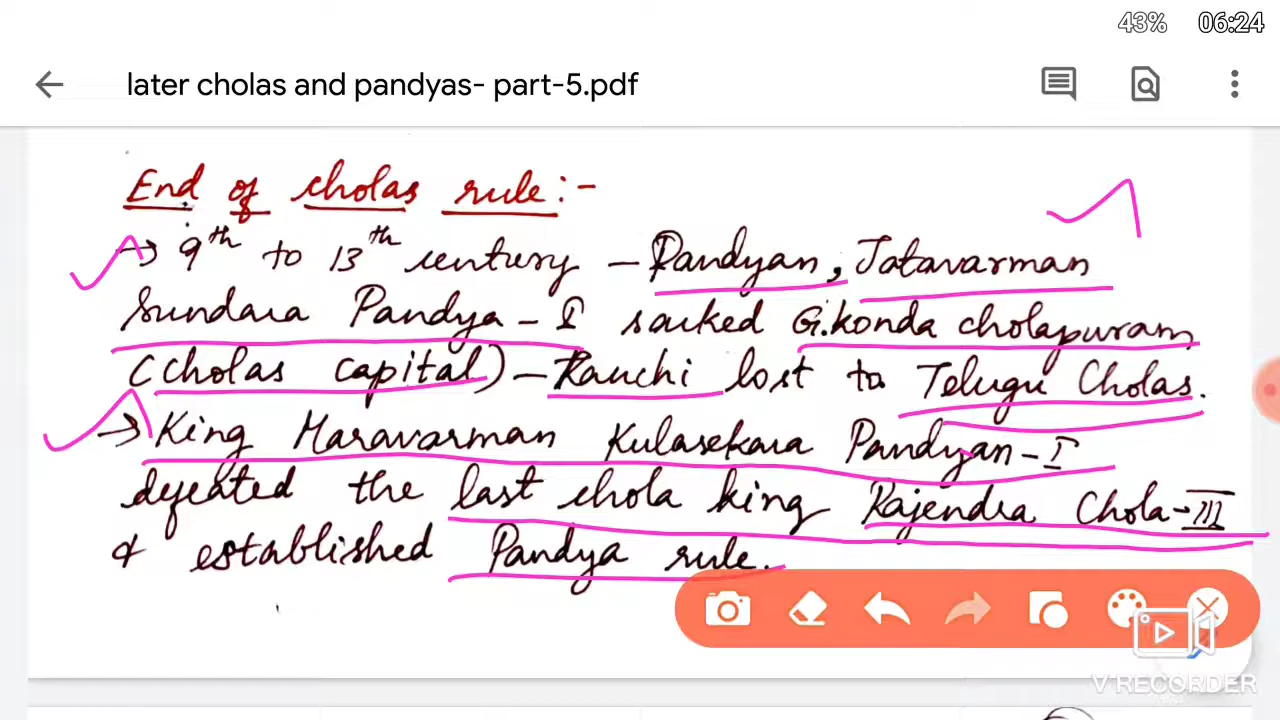 43% 06:24
later cholas and pandyas- part-5.pdf
End of cholas rule:-
→ 9th to 13th century - Pandyan, Jatavarman
Sundara Pandya - I sacked G.konda cholapuram
(cholas capital) - Kanchi lost to Telugu Cholas.
→ King Maravarman Kulasekara Pandyan - I
defeated the last chola king Rajendra Chola - III
& established Pandya rule.
V RECORDER